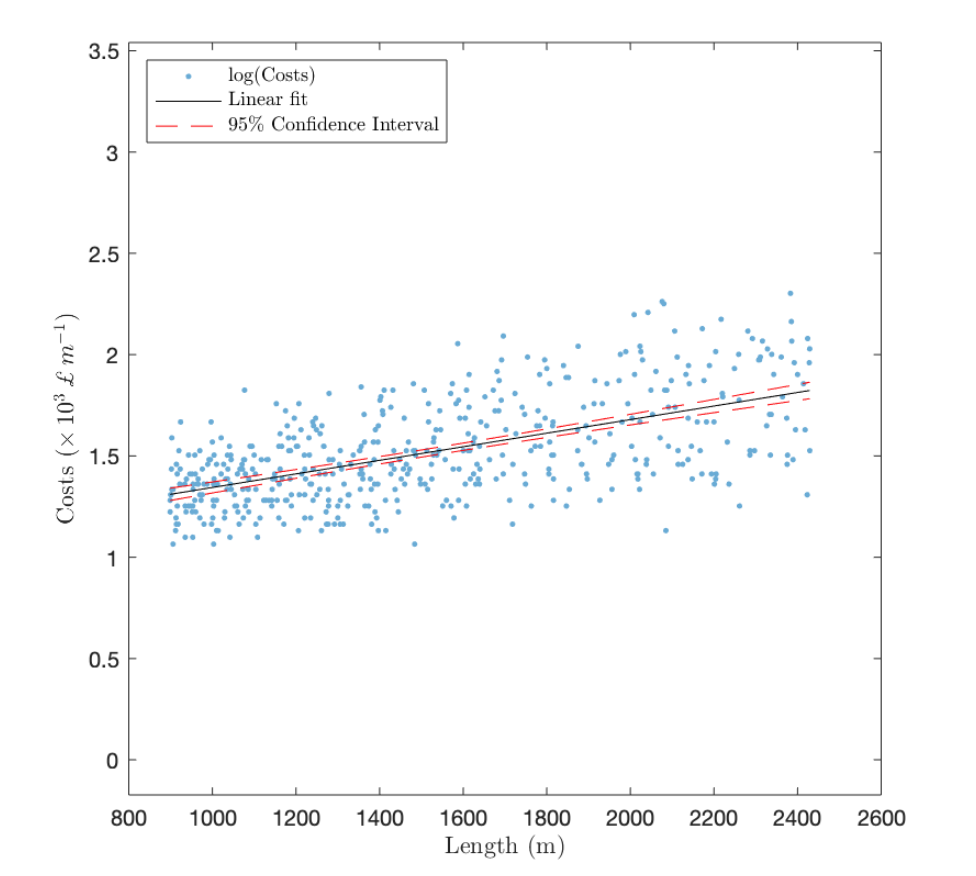 3.5
3
2.5
2
1.5
1
0.5
0
Costs (× 10³ £ m⁻¹)
log(Costs)
Linear fit
95% Confidence Interval
800 1000 1200 1400 1600 1800 2000 2200 2400 2600
Length (m)